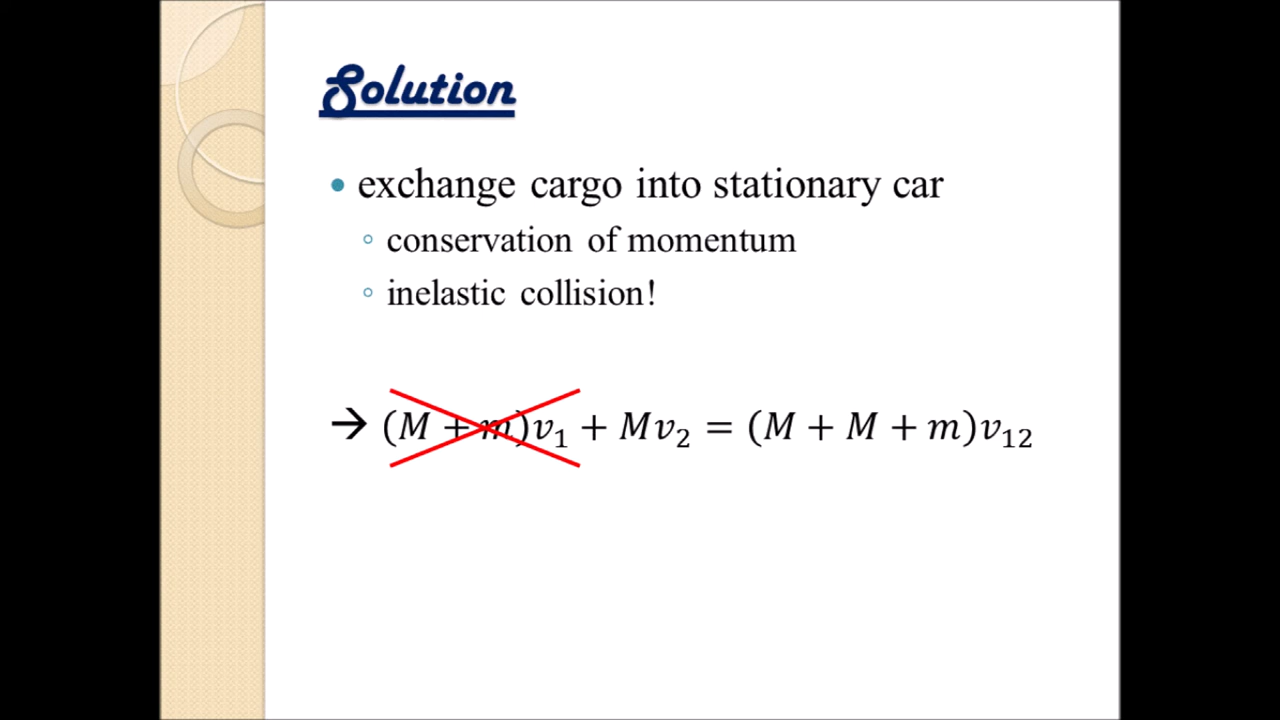 Solution
• exchange cargo into stationary car
◦ conservation of momentum
◦ inelastic collision!
→ (M + m)v₁ + Mv₂ = (M + M + m)v₁₂